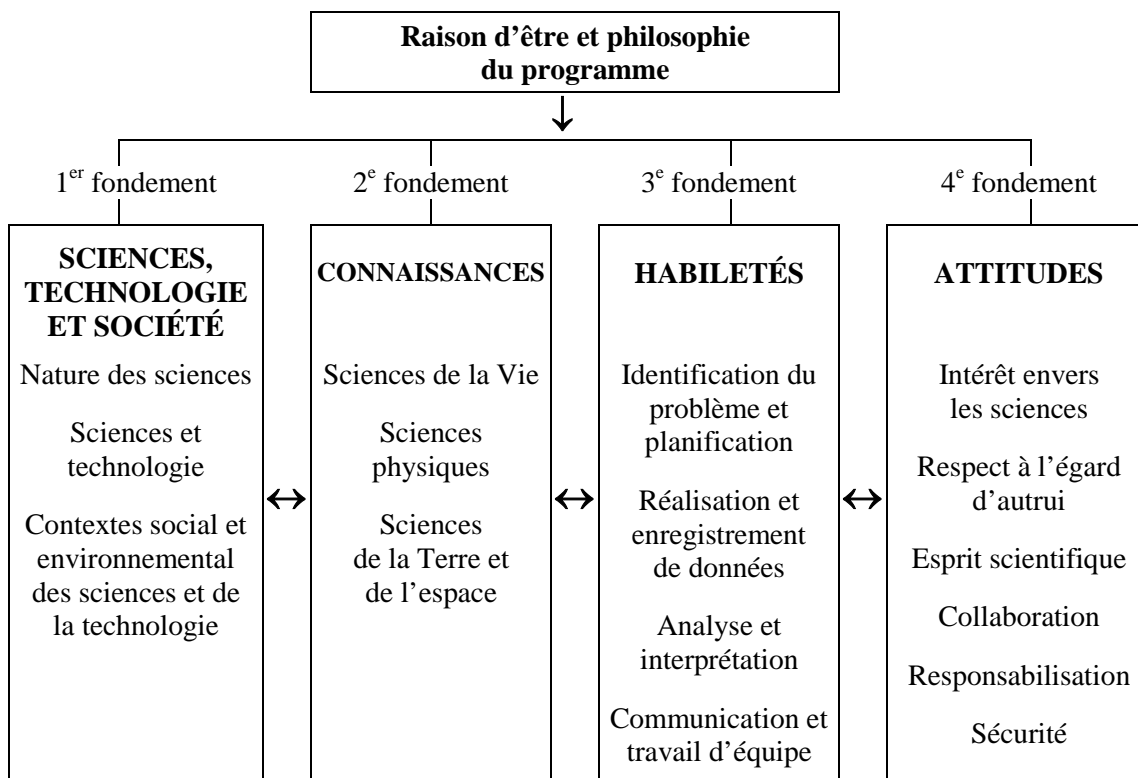 Raison d'être et philosophie
du programme
1er fondement
2e fondement
3e fondement
4e fondement
SCIENCES,
TECHNOLOGIE
ET SOCIÉTÉ
Nature des sciences
Sciences et
technologie
Contextes social et
environnemental
des sciences et de
la technologie
CONNAISSANCES
Sciences de la Vie
Sciences
physiques
Sciences
de la Terre et
de l'espace
HABILETÉS
Identification du
problème et
planification
Réalisation et
enregistrement
de données
Analyse et
interprétation
Communication et
travail d'équipe
ATTITUDES
Intérêt envers
les sciences
Respect à l'égard
d'autrui
Esprit scientifique
Collaboration
Responsabilisation
Sécurité